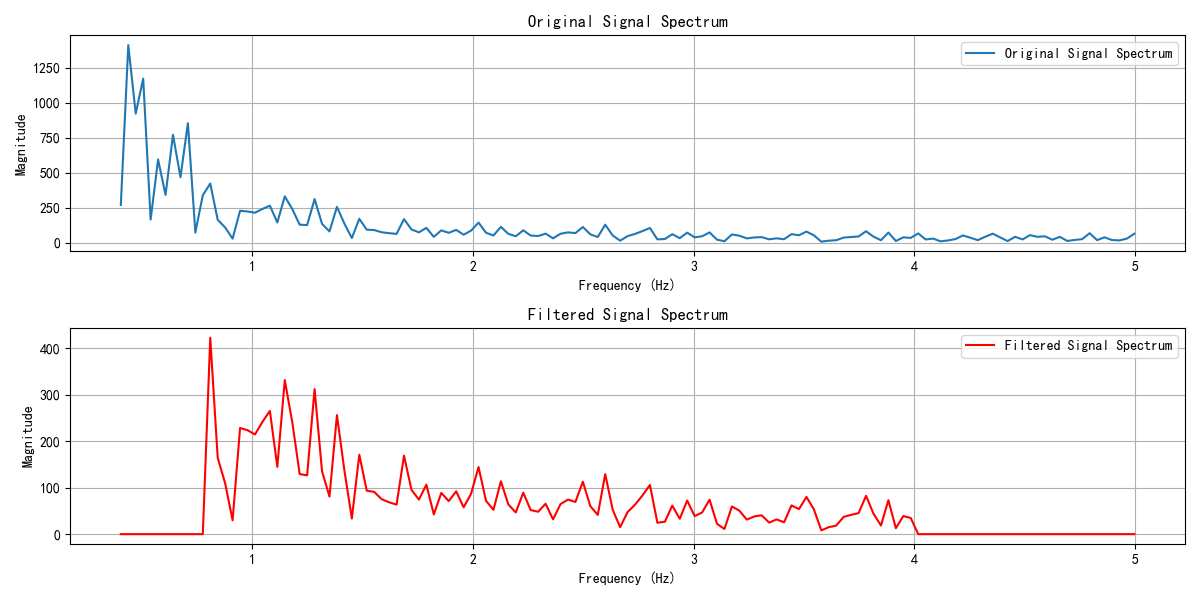 Original Signal Spectrum
Original Signal Spectrum
Magnitude
1250
1000
750
500
250
0
1 2 3 4 5
Frequency (Hz)
Filtered Signal Spectrum
Filtered Signal Spectrum
Magnitude
400
300
200
100
0
1 2 3 4 5
Frequency (Hz)